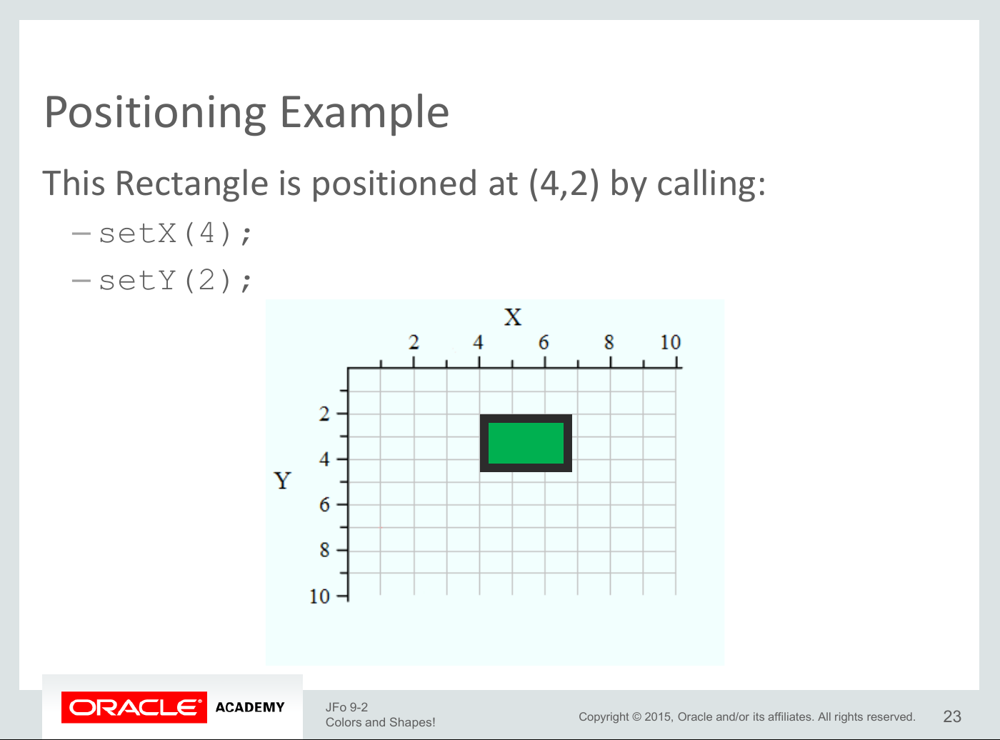 Positioning Example
This Rectangle is positioned at (4,2) by calling:
– setX(4);
– setY(2);
X
2 4 6 8 10
2
4
Y
6
8
10
ORACLE® ACADEMY
JFo 9-2
Colors and Shapes!
Copyright © 2015, Oracle and/or its affiliates. All rights reserved. 23